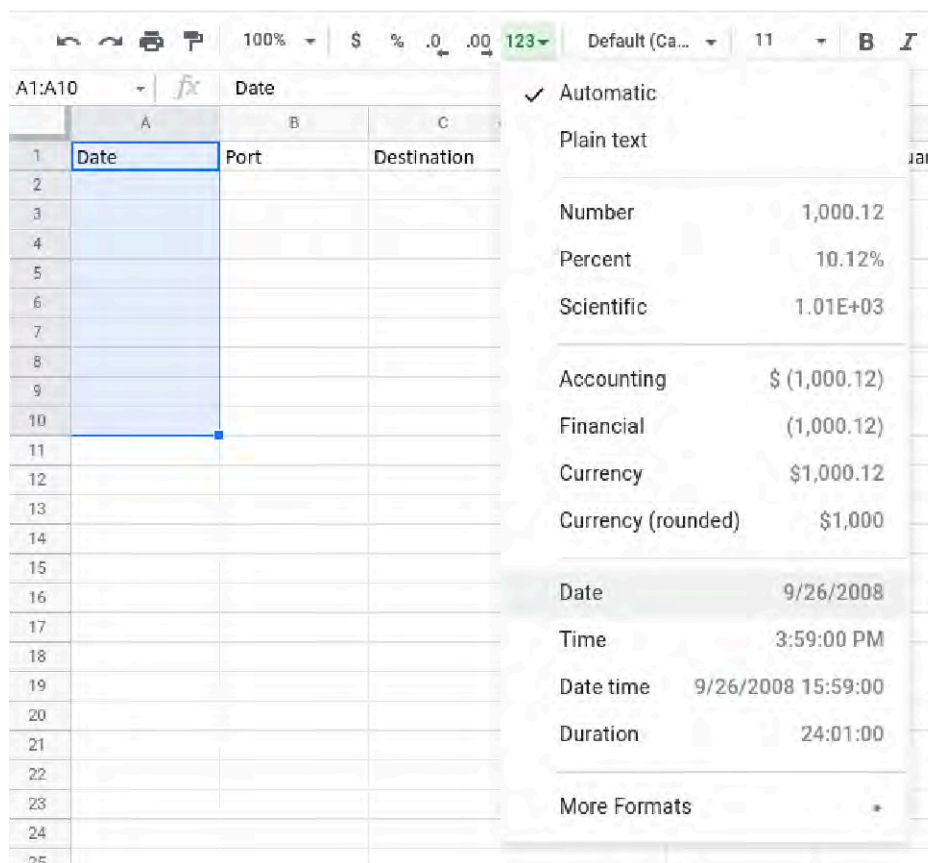 100% $ % .0 .00 123 Default (Ca... 11 B I
A1:A10 fx Date
A B C
1 Date Port Destination
2
3
4
5
6
7
8
9
10
11
12
13
14
15
16
17
18
19
20
21
22
23
24
25
Automatic
Plain text
Number 1,000.12
Percent 10.12%
Scientific 1.01E+03
Accounting $ (1,000.12)
Financial (1,000.12)
Currency $1,000.12
Currency (rounded) $1,000
Date 9/26/2008
Time 3:59:00 PM
Date time 9/26/2008 15:59:00
Duration 24:01:00
More Formats